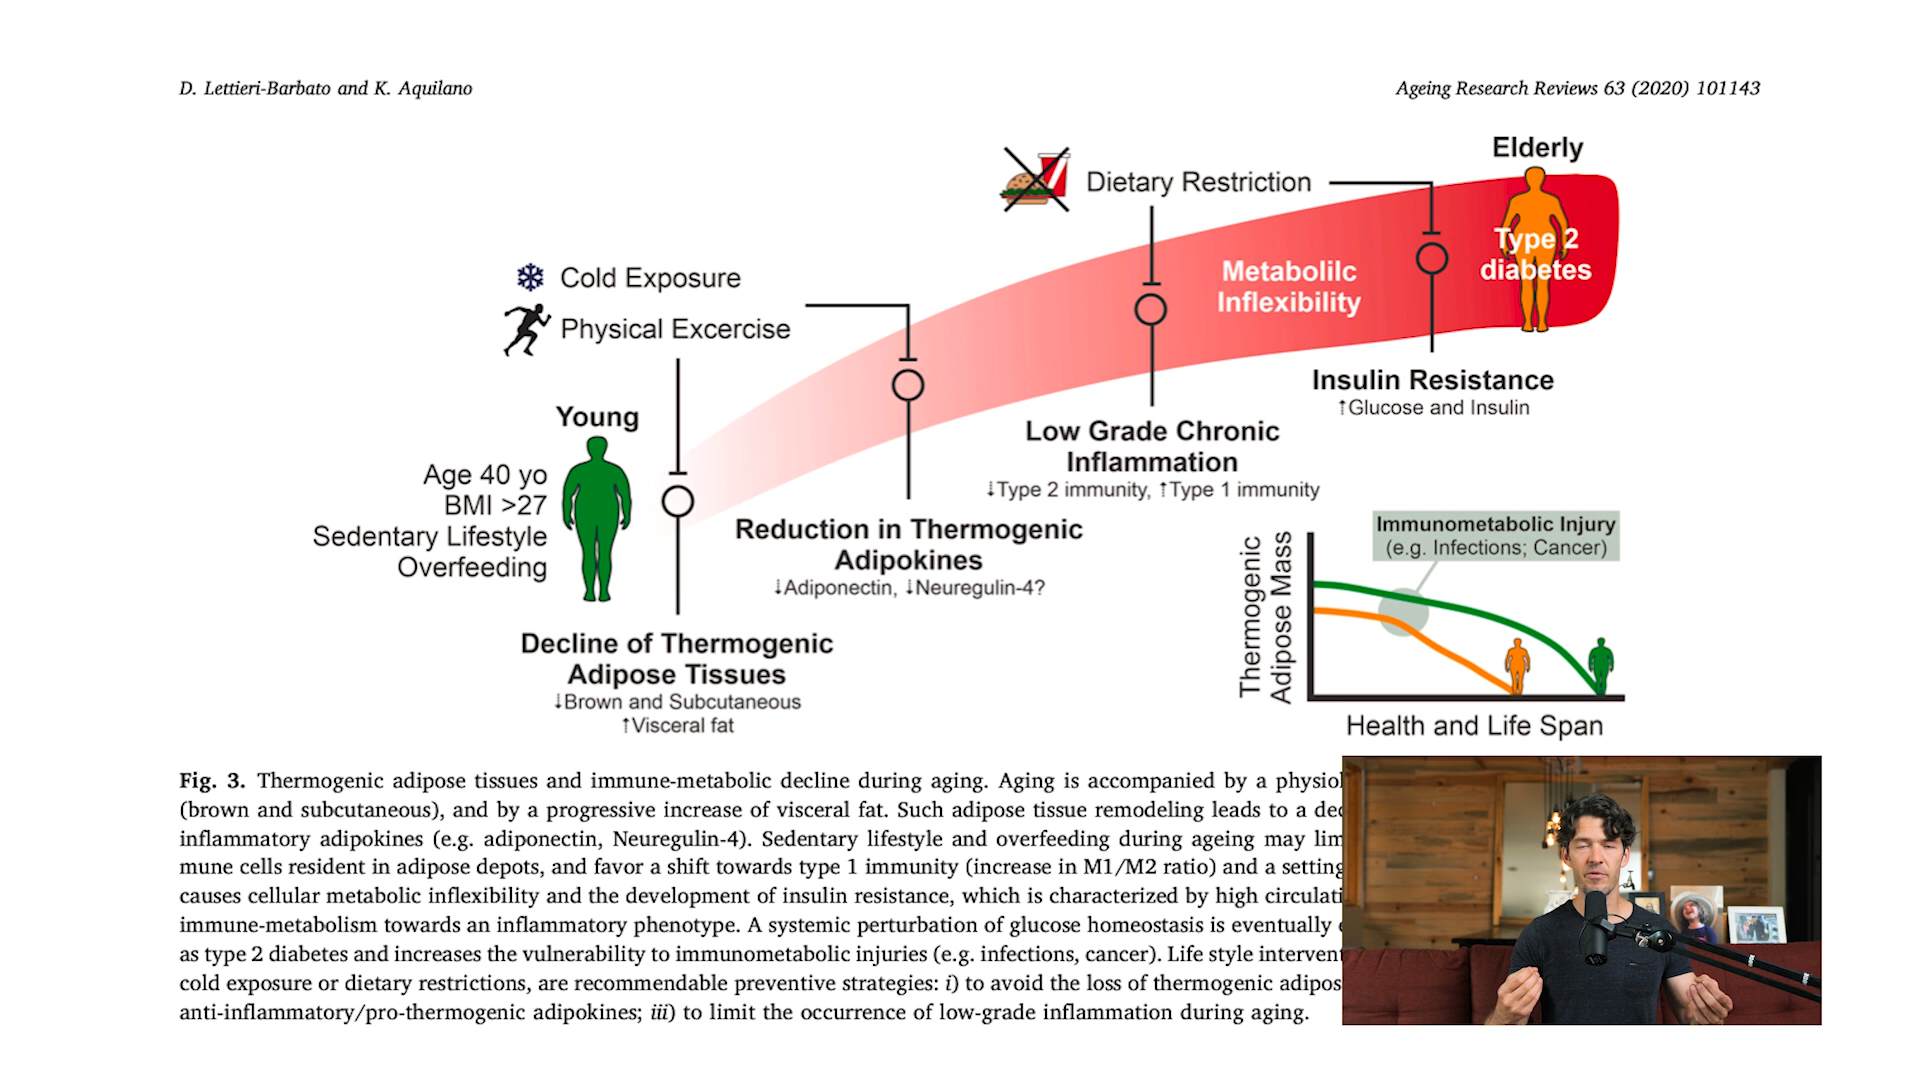 D. Lettieri-Barbato and K. Aquilano
Ageing Research Reviews 63 (2020) 101143
Elderly
Dietary Restriction
Type 2
diabetes
Metabolilc
Inflexibility
Cold Exposure
Physical Excercise
Insulin Resistance
↑Glucose and Insulin
Young
Age 40 yo
BMI >27
Sedentary Lifestyle
Overfeeding
Low Grade Chronic
Inflammation
↓Type 2 immunity, ↑Type 1 immunity
Reduction in Thermogenic
Adipokines
↓Adiponectin, ↓Neuregulin-4?
Decline of Thermogenic
Adipose Tissues
↓Brown and Subcutaneous
↑Visceral fat
Immunometabolic Injury
(e.g. Infections; Cancer)
Thermogenic
Adipose Mass
Health and Life Span
Fig. 3. Thermogenic adipose tissues and immune-metabolic decline during aging. Aging is accompanied by a physiol
(brown and subcutaneous), and by a progressive increase of visceral fat. Such adipose tissue remodeling leads to a dec
inflammatory adipokines (e.g. adiponectin, Neuregulin-4). Sedentary lifestyle and overfeeding during ageing may lim
mune cells resident in adipose depots, and favor a shift towards type 1 immunity (increase in M1/M2 ratio) and a setting
causes cellular metabolic inflexibility and the development of insulin resistance, which is characterized by high circulati
immune-metabolism towards an inflammatory phenotype. A systemic perturbation of glucose homeostasis is eventually
as type 2 diabetes and increases the vulnerability to immunometabolic injuries (e.g. infections, cancer). Life style interven
cold exposure or dietary restrictions, are recommendable preventive strategies: i) to avoid the loss of thermogenic adipos
anti-inflammatory/pro-thermogenic adipokines; iii) to limit the occurrence of low-grade inflammation during aging.